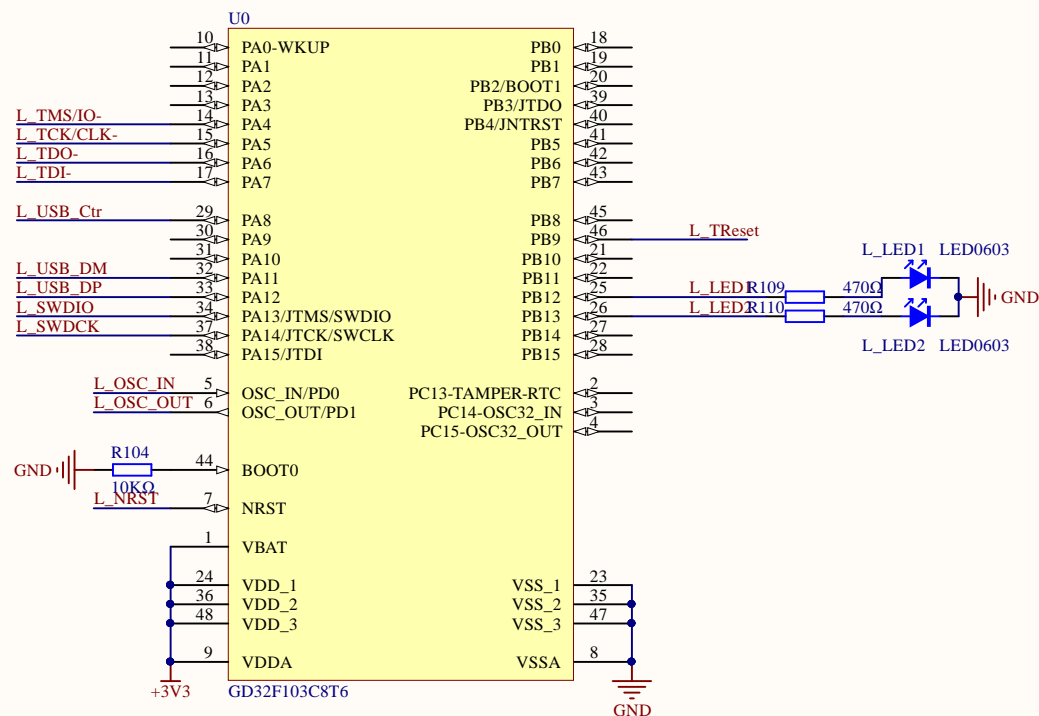 U0
10 PA0-WKUP PB0 18
11 PA1 PB1 19
12 PA2 PB2/BOOT1 20
13 PA3 PB3/JTDO 39
L_TMS/IO- 14 PA4 PB4/JNTRST 40
L_TCK/CLK- 15 PA5 PB5 41
L_TDO- 16 PA6 PB6 42
L_TDI- 17 PA7 PB7 43
L_USB_Ctr 29 PA8 PB8 45
30 PA9 PB9 46 L_TReset
31 PA10 PB10 21
L_LED1 LED0603
L_USB_DM 32 PA11 PB11 22
L_USB_DP 33 PA12 PB12 25 L_LED1 R109 470Ω
GND
L_SWDIO 34 PA13/JTMS/SWDIO PB13 26 L_LED2 R110 470Ω
L_SWDCK 37 PA14/JTCK/SWCLK PB14 27
L_LED2 LED0603
38 PA15/JTDI PB15 28
L_OSC_IN 5 OSC_IN/PD0 PC13-TAMPER-RTC 2
L_OSC_OUT 6 OSC_OUT/PD1 PC14-OSC32_IN 3
PC15-OSC32_OUT 4
R104
GND 44 BOOT0
10KΩ
L_NRST 7 NRST
1 VBAT
24 VDD_1 VSS_1 23
36 VDD_2 VSS_2 35
48 VDD_3 VSS_3 47
9 VDDA VSSA 8
+3V3 GD32F103C8T6
GND